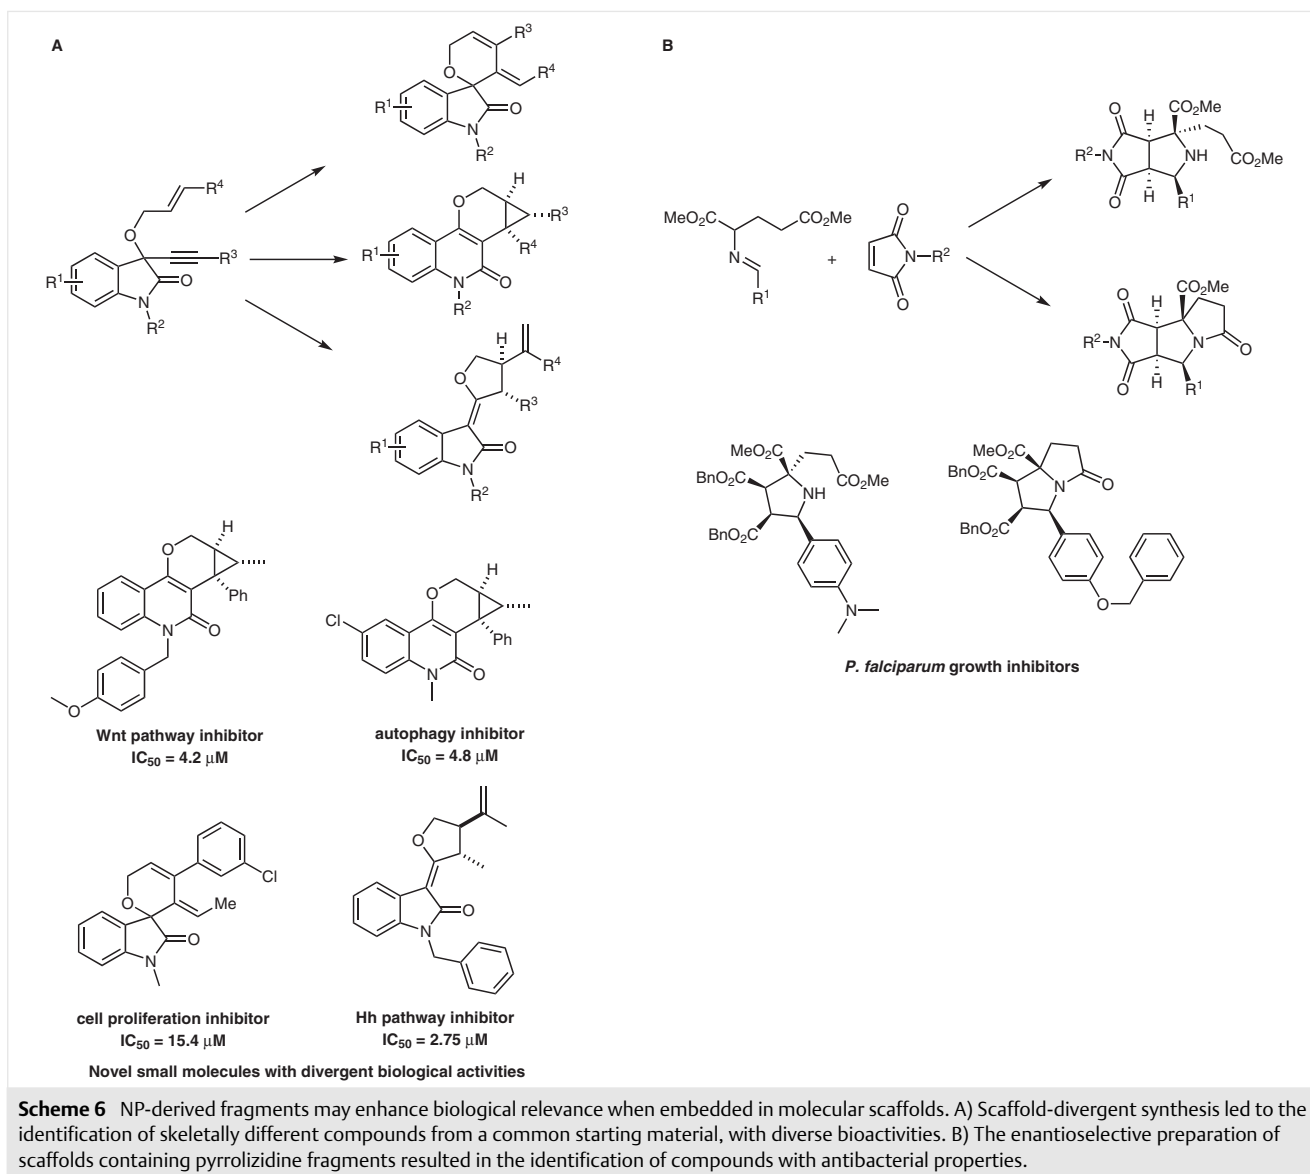 A
R³
O
R⁴
R¹
O
N
R²
R⁴
O
R³
R¹
O
N
R²
H
O
R³
R⁴
R¹
O
N
R²
H
R⁴
O
R³
R¹
O
N
R²
H
O
Ph
N
O
O
Wnt pathway inhibitor
IC₅₀ = 4.2 μM
H
O
Cl
Ph
N
O
autophagy inhibitor
IC₅₀ = 4.8 μM
Cl
O
Me
O
N
cell proliferation inhibitor
IC₅₀ = 15.4 μM
O
O
N
Hh pathway inhibitor
IC₅₀ = 2.75 μM
Novel small molecules with divergent biological activities
B
MeO₂C
CO₂Me
N
R¹
+
O
N–R²
O
O
H
CO₂Me
R²–N
NH
CO₂Me
O
H
R¹
O
H
CO₂Me
R²–N
N
O
O
H
R¹
MeO₂C
BnO₂C
CO₂Me
NH
BnO₂C
N
MeO₂C
BnO₂C
N
O
BnO₂C
O
P. falciparum growth inhibitors
Scheme 6 NP-derived fragments may enhance biological relevance when embedded in molecular scaffolds. A) Scaffold-divergent synthesis led to the
identification of skeletally different compounds from a common starting material, with diverse bioactivities. B) The enantioselective preparation of
scaffolds containing pyrrolizidine fragments resulted in the identification of compounds with antibacterial properties.